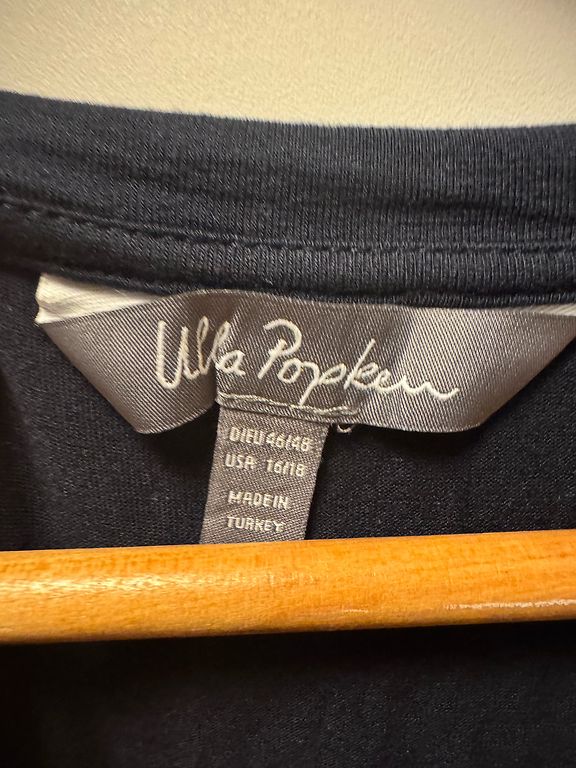 Ulla Popken
D|EU 46/48
USA 16/18
MADE IN
TURKEY